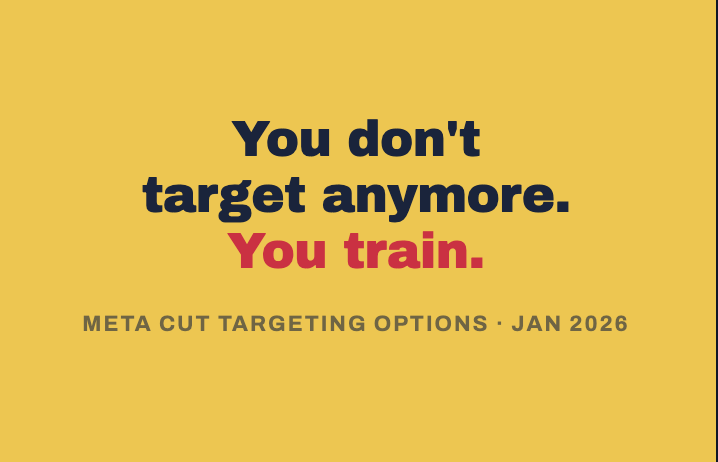 You don't
target anymore.
You train.
META CUT TARGETING OPTIONS · JAN 2026